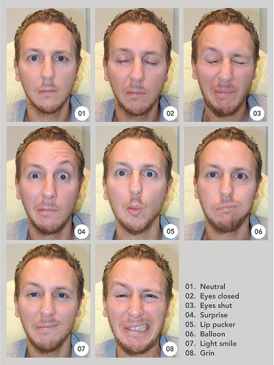 01
02
03
04
05
06
07
08
01. Neutral
02. Eyes closed
03. Eyes shut
04. Surprise
05. Lip pucker
06. Balloon
07. Light smile
08. Grin